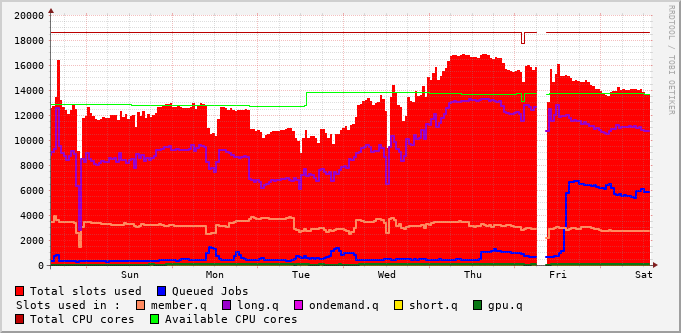 20000
18000
16000
14000
12000
10000
8000
6000
4000
2000
0
Sun Mon Tue Wed Thu Fri Sat
RRDTOOL / TOBI OETIKER
Total slots used Queued Jobs
Slots used in : member.q long.q ondemand.q short.q gpu.q
Total CPU cores Available CPU cores